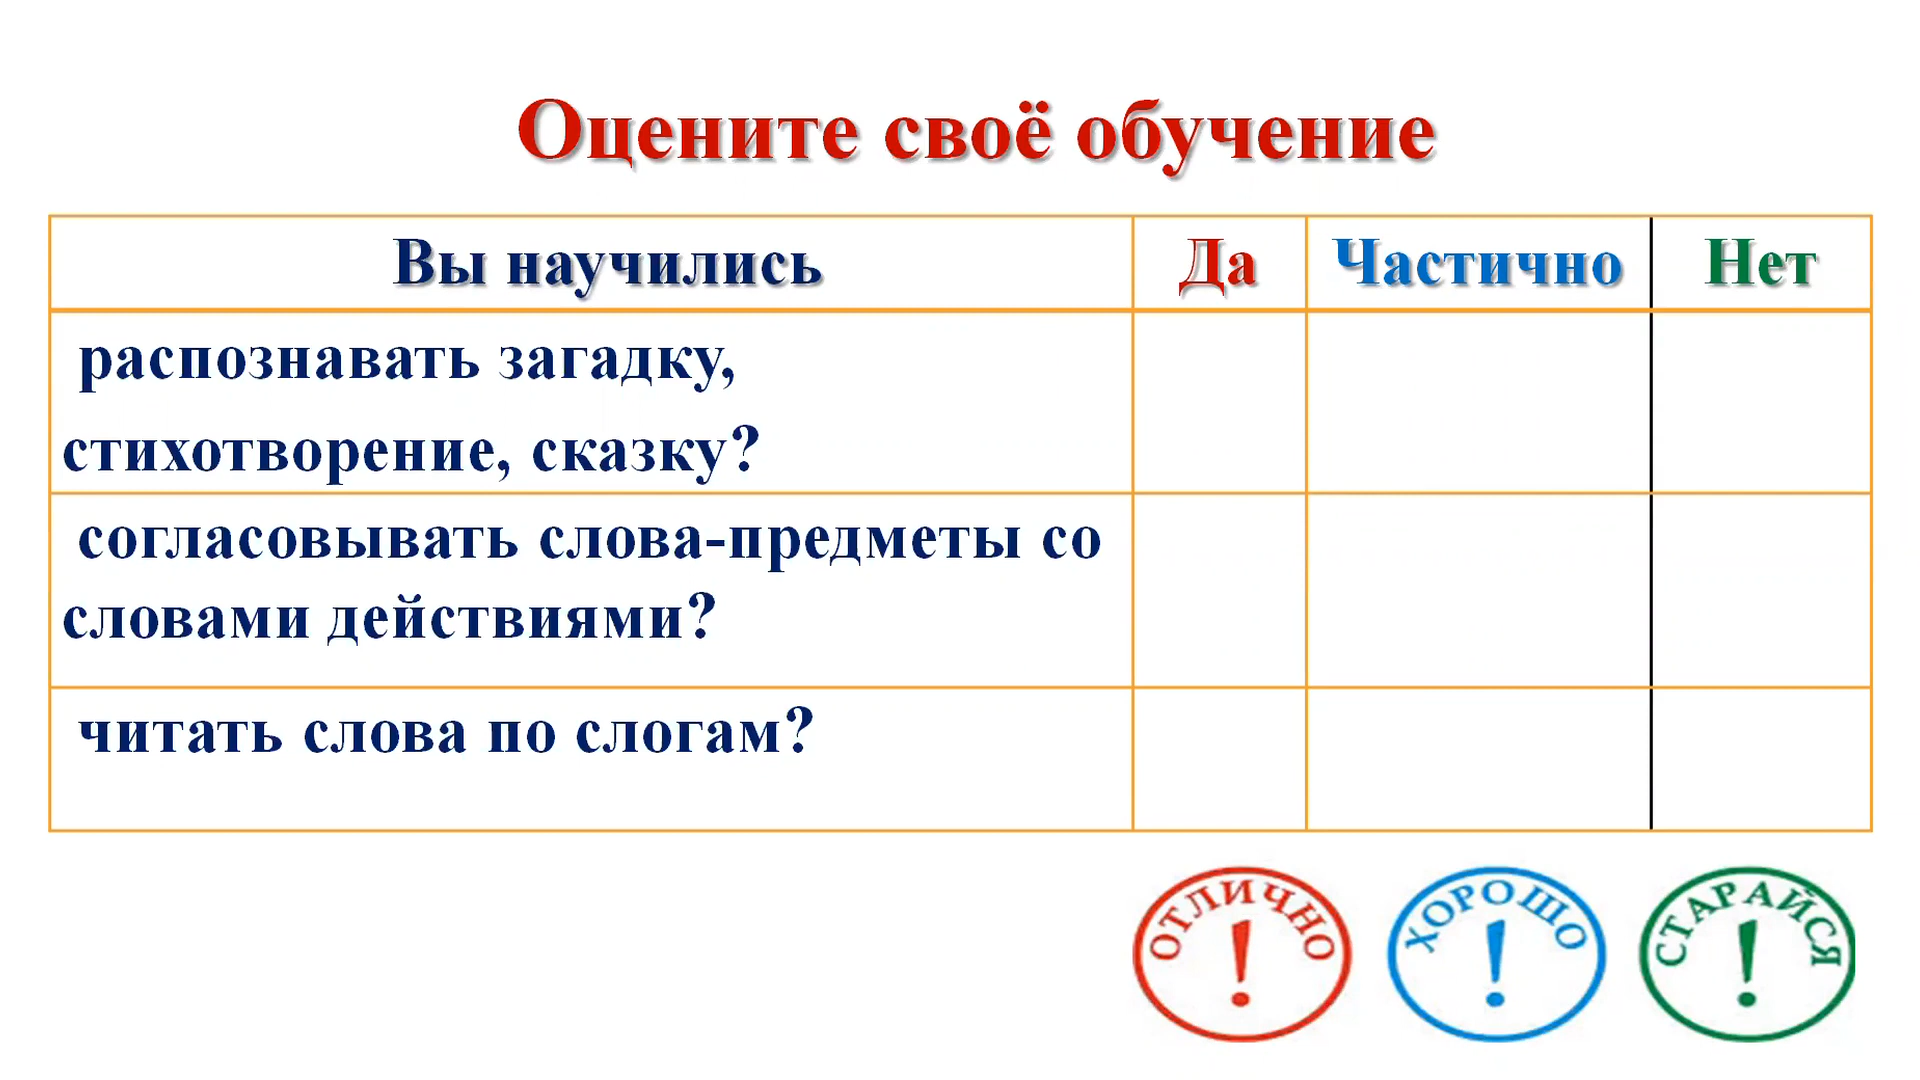 Оцените своё обучение
Вы научились Да Частично Нет
распознавать загадку,
стихотворение, сказку?
согласовывать слова-предметы со
словами действиями?
читать слова по слогам?
ОТЛИЧНО ! ХОРОШО ! СТАРАЙСЯ !